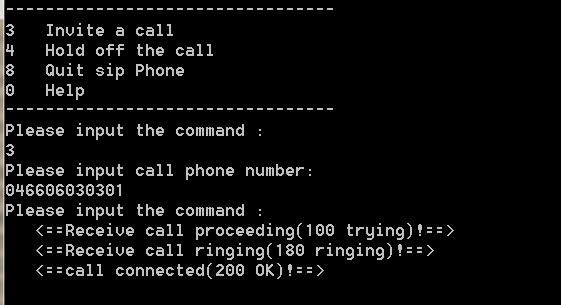 ---------------------------------
3   Invite a call
4   Hold off the call
8   Quit sip Phone
0   Help
---------------------------------
Please input the command :
3
Please input call phone number:
046606030301
Please input the command :
   <==Receive call proceeding(100 trying)!==>
   <==Receive call ringing(180 ringing)!==>
   <==call connected(200 OK)!==>